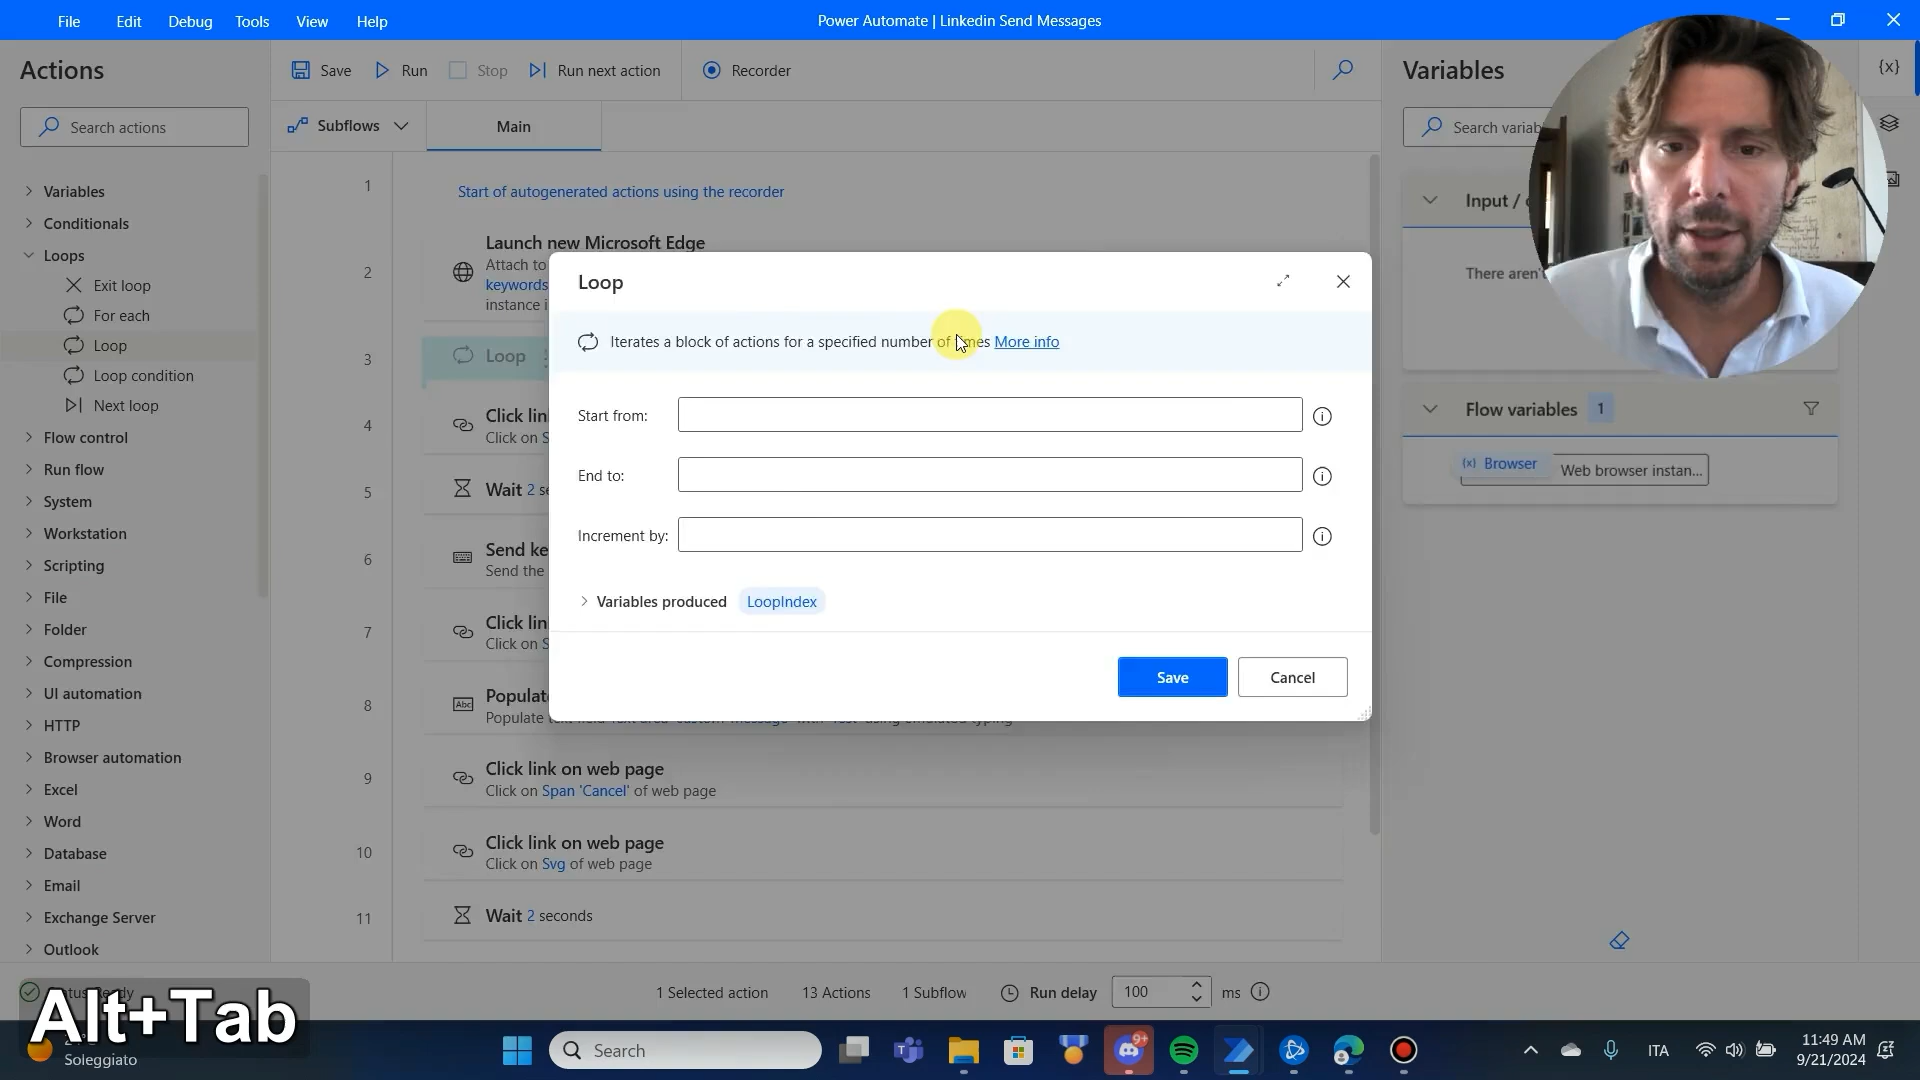 File Edit Debug Tools View Help
Power Automate | Linkedin Send Messages
Actions
Search actions
Variables
Conditionals
Loops
Exit loop
For each
Loop
Loop condition
Next loop
Flow control
Run flow
System
Workstation
Scripting
File
Folder
Compression
UI automation
HTTP
Browser automation
Excel
Word
Database
Email
Exchange Server
Outlook
Save Run Stop Run next action Recorder
Subflows Main
1 Start of autogenerated actions using the recorder
2 Launch new Microsoft Edge
Attach to
keywords
instance
3 Loop
4 Click
Click on
5 Wait 2
6 Send
Send the
7 Click
Click on
8
Populate
9 Click link on web page
Click on Span 'Cancel' of web page
10 Click link on web page
Click on Svg of web page
11 Wait 2 seconds
Loop
Iterates a block of actions for a specified number of More info
Start from:
End to:
Increment by:
Variables produced LoopIndex
Save Cancel
Variables {x}
Search
Input /
Flow variables 1
(x) Browser Web browser instan...
1 Selected action 13 Actions 1 Subflow Run delay 100 ms
Alt+Tab
Soleggiato
Search
9+
ITA
11:49 AM
9/21/2024